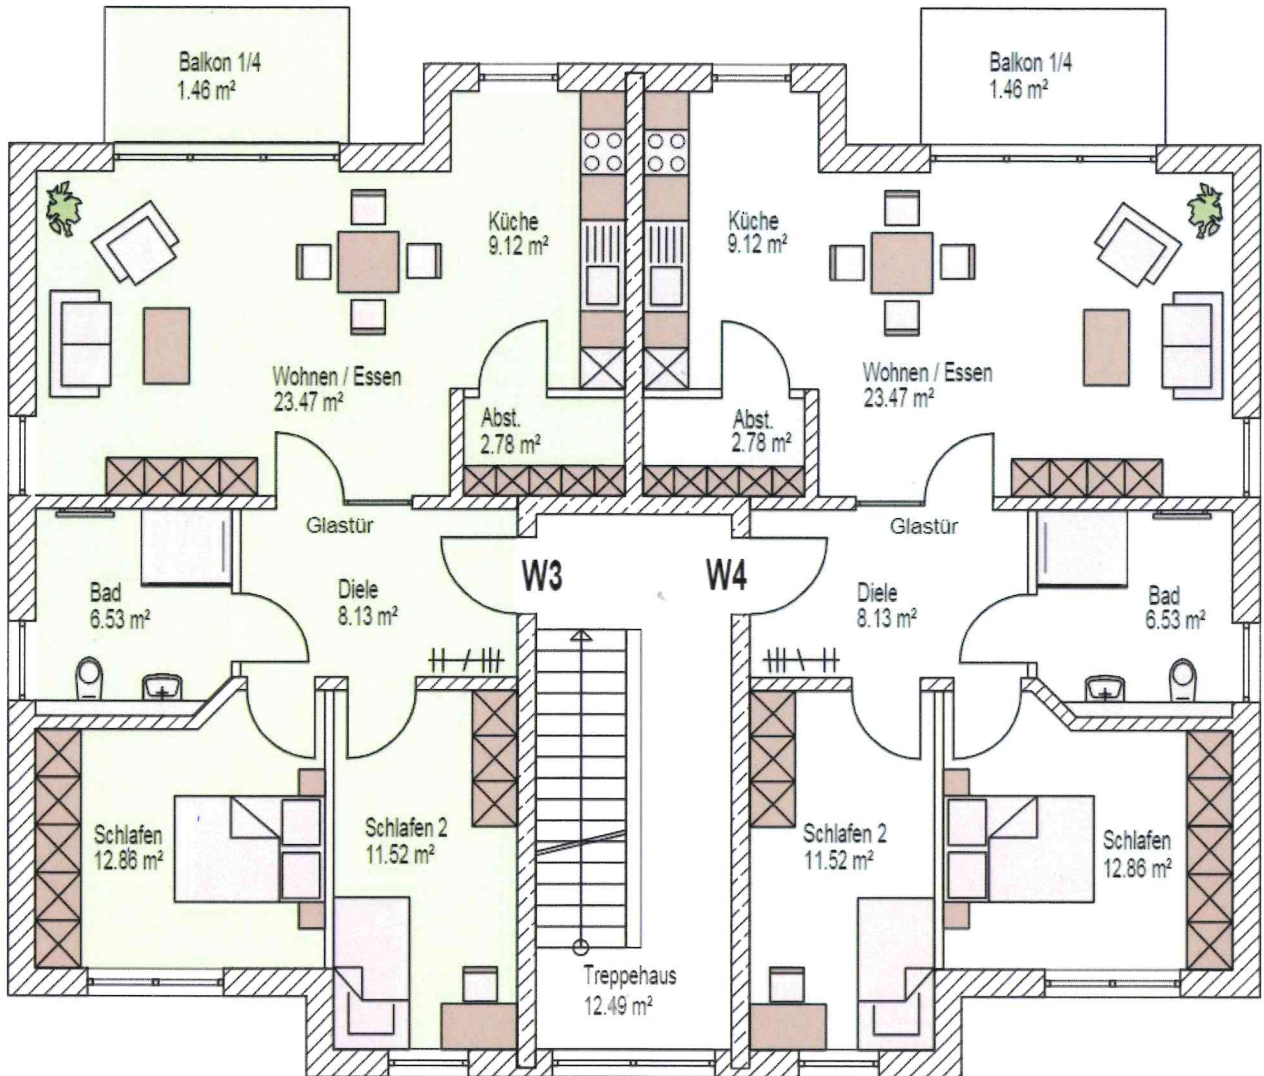 Balkon 1/4
1.46 m²
Balkon 1/4
1.46 m²
Küche
9.12 m²
Küche
9.12 m²
Wohnen / Essen
23.47 m²
Wohnen / Essen
23.47 m²
Abst.
2.78 m²
Abst.
2.78 m²
Glastür
Glastür
W3
W4
Bad
6.53 m²
Diele
8.13 m²
Diele
8.13 m²
Bad
6.53 m²
Schlafen
12.86 m²
Schlafen 2
11.52 m²
Schlafen 2
11.52 m²
Schlafen
12.86 m²
Treppehaus
12.49 m²